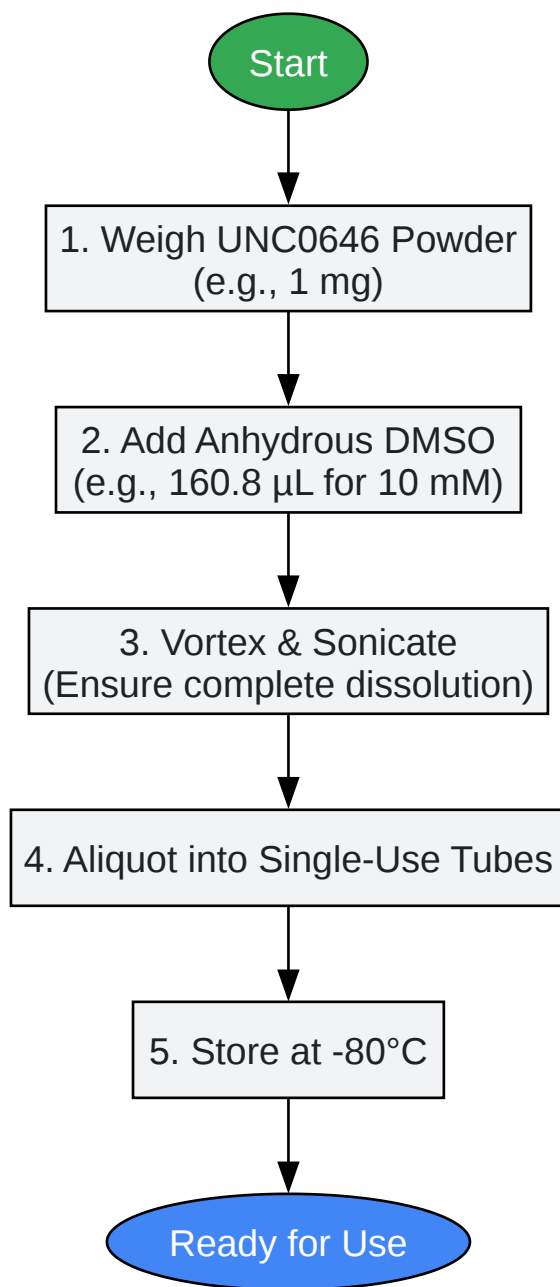 Start
1. Weigh UNC0646 Powder
(e.g., 1 mg)
2. Add Anhydrous DMSO
(e.g., 160.8 µL for 10 mM)
3. Vortex & Sonicate
(Ensure complete dissolution)
4. Aliquot into Single-Use Tubes
5. Store at -80°C
Ready for Use